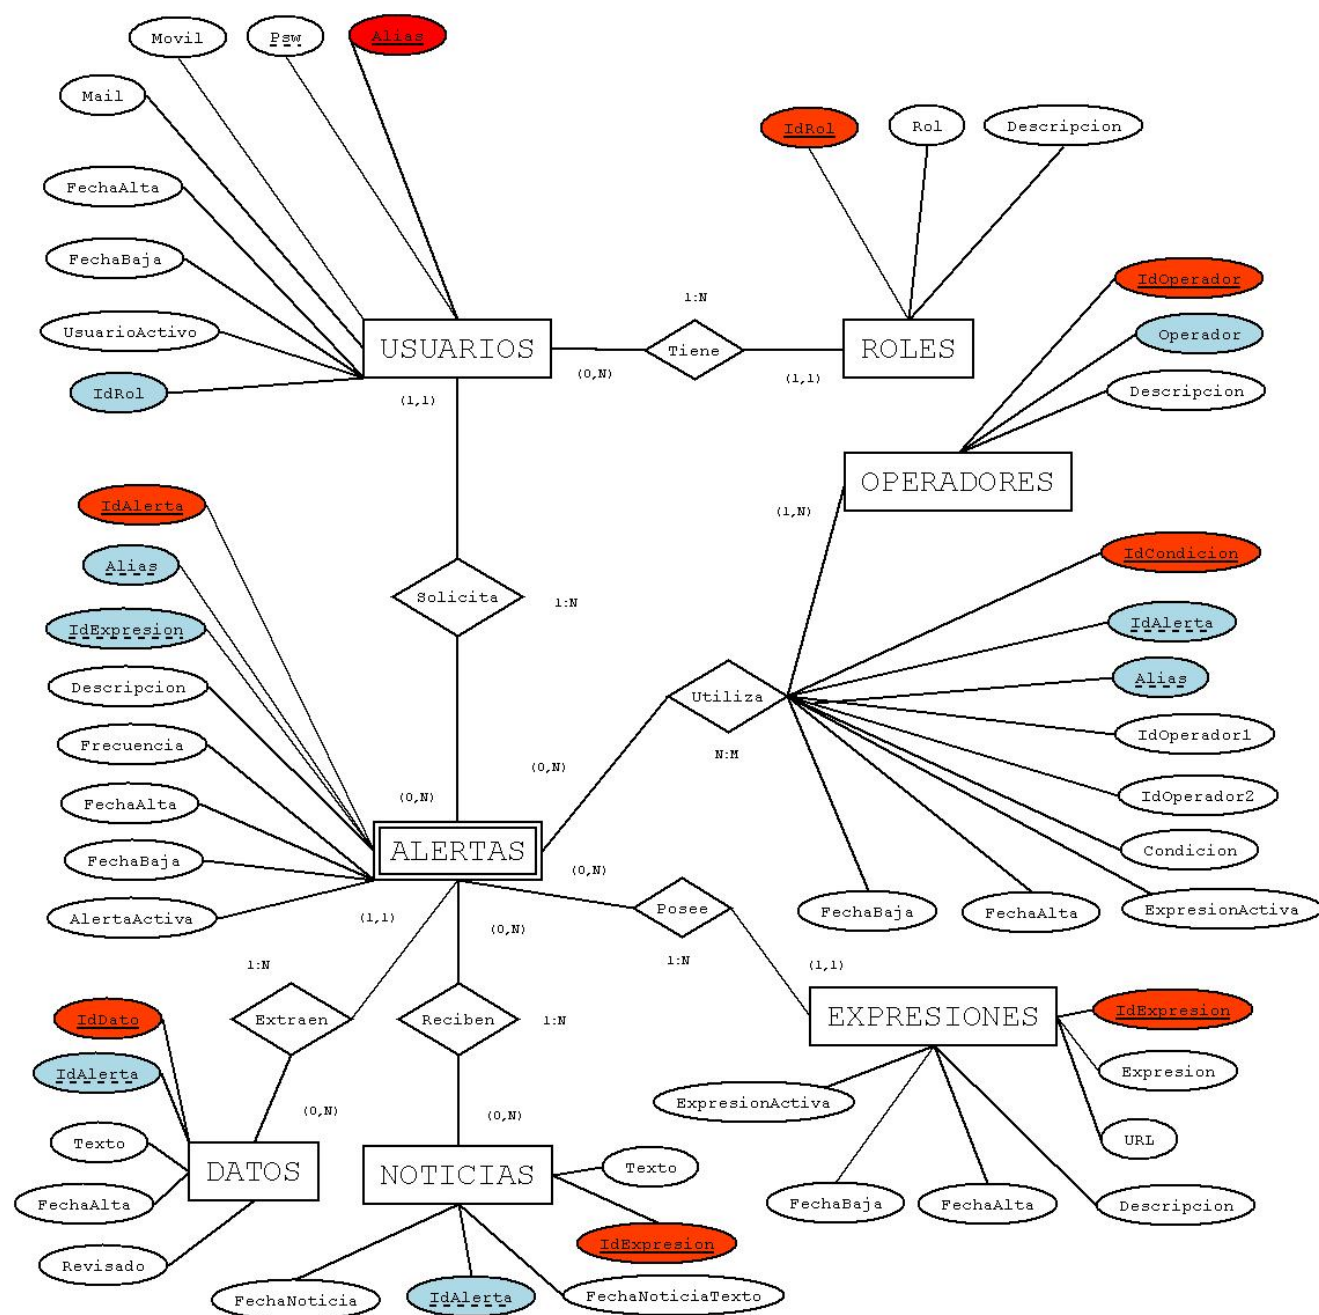 Movil
Psw
Alias
Mail
FechaAlta
FechaBaja
UsuarioActivo
IdRol
USUARIOS
(0,N)
1:N
Tiene
(1,1)
ROLES
IdRol
Rol
Descripcion
IdOperador
Operador
Descripcion
OPERADORES
(1,1)
Solicita
1:N
(0,N)
IdAlerta
Alias
IdExpresion
Descripcion
Frecuencia
FechaAlta
FechaBaja
AlertaActiva
ALERTAS
(1,N)
Utiliza
N:M
(0,N)
IdCondicion
IdAlerta
Alias
IdOperador1
IdOperador2
Condicion
ExpresionActiva
FechaAlta
FechaBaja
(0,N)
Posee
1:N
(1,1)
EXPRESIONES
IdExpresion
Expresion
URL
Descripcion
FechaAlta
FechaBaja
ExpresionActiva
(1,1)
1:N
Extraen
(0,N)
IdDato
IdAlerta
Texto
FechaAlta
Revisado
DATOS
(0,N)
Reciben
1:N
(0,N)
NOTICIAS
Texto
IdExpresion
FechaNoticiaTexto
IdAlerta
FechaNoticia